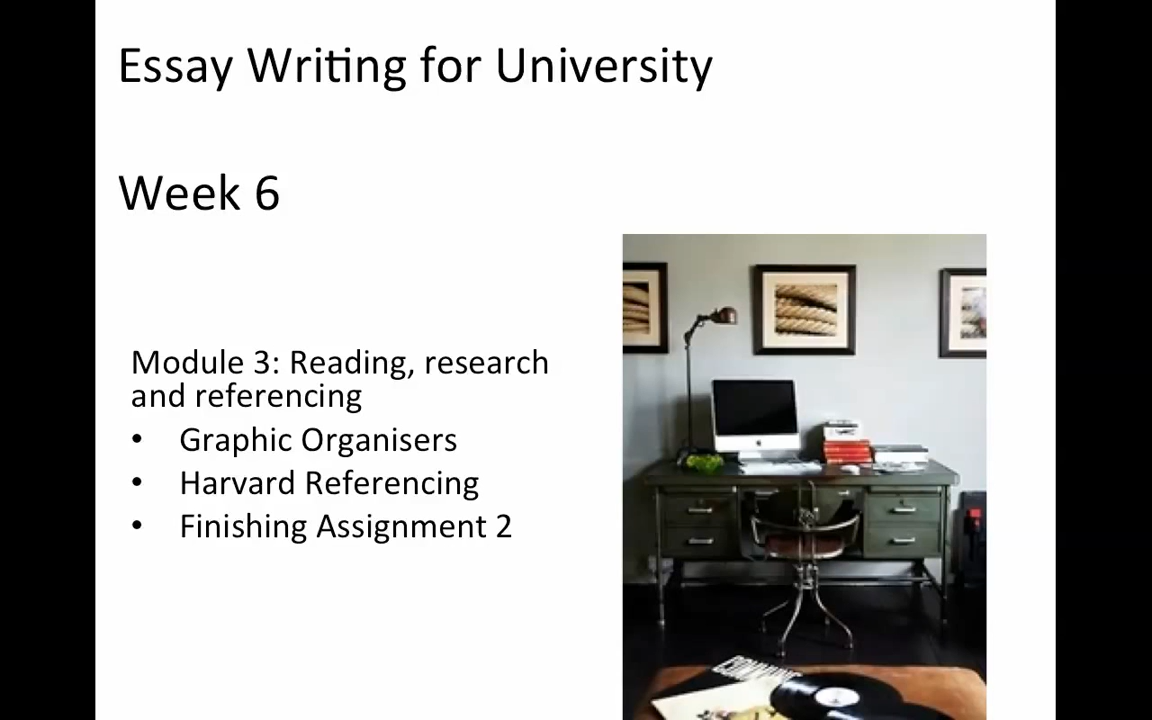 Essay Writing for University
Week 6
Module 3: Reading, research
and referencing
• Graphic Organisers
• Harvard Referencing
• Finishing Assignment 2